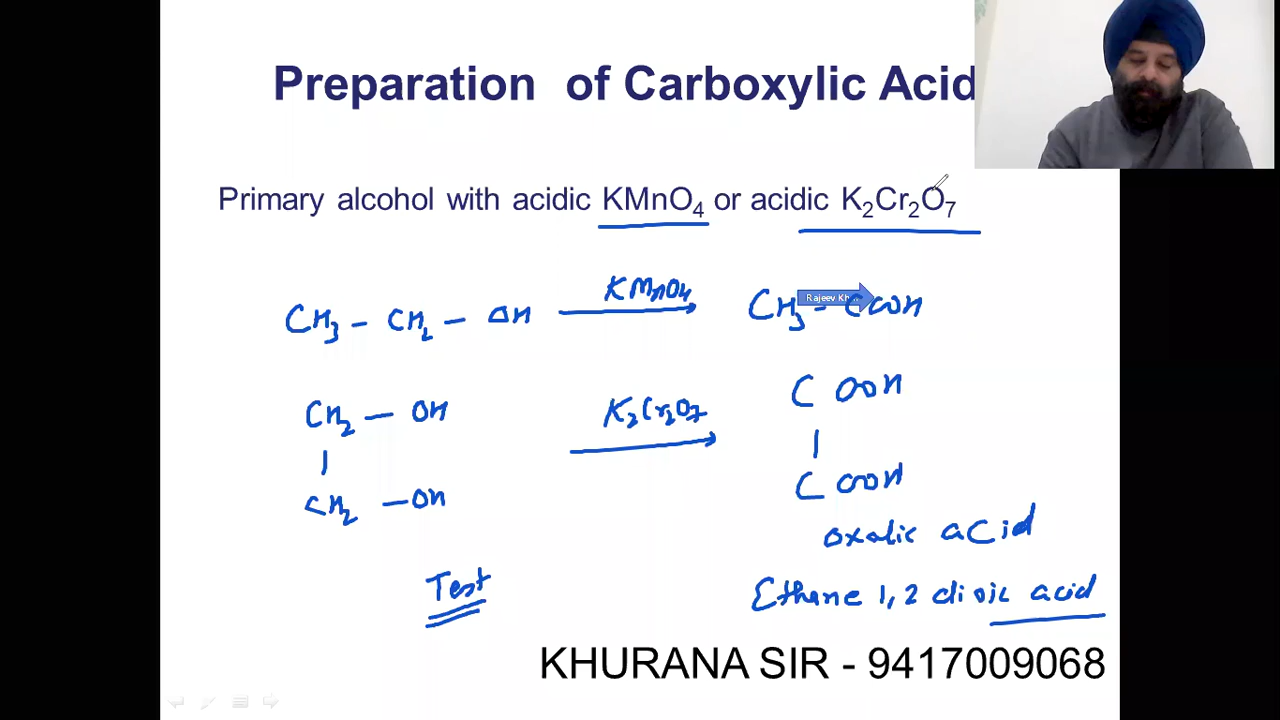 Preparation of Carboxylic Acid
Primary alcohol with acidic KMnO4 or acidic K2Cr2O7
CH3 – CH2 – OH KMnO4 CH3 – COOH
Rajeev
CH2 – OH K2Cr2O7 COOH
|
CH2 – OH COOH
oxalic acid
Test
Ethane 1,2 dioic acid
KHURANA SIR - 9417009068